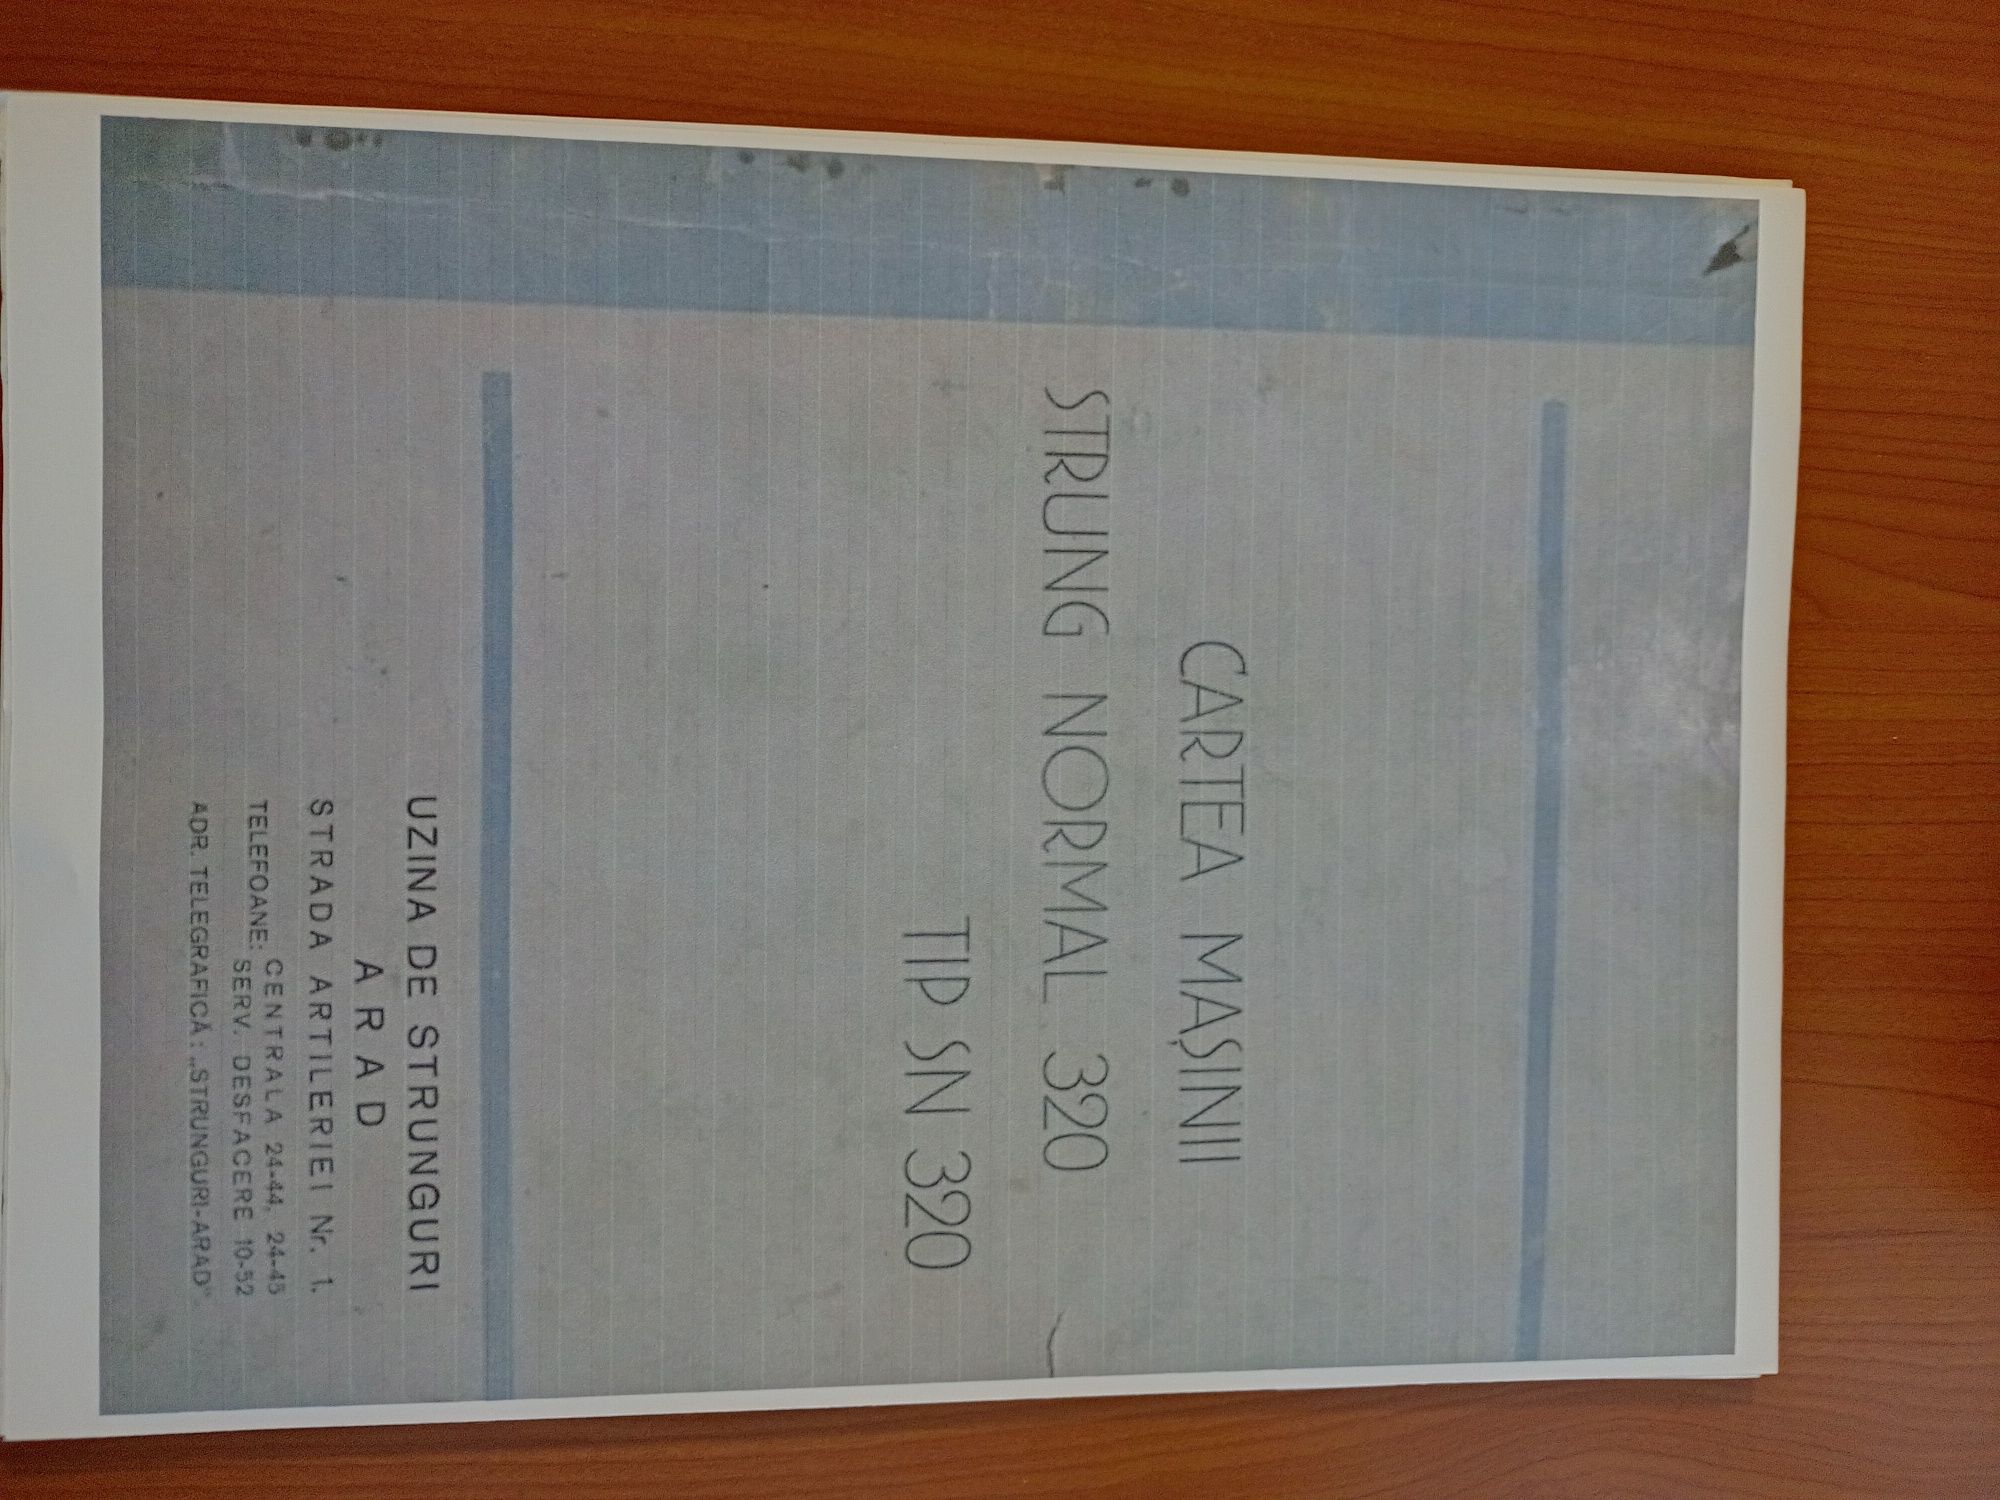 CARTEA MAȘINII
STRUNG NORMAL 320
TIP SN 320
UZINA DE STRUNGURI
ARAD
STRADA ARTILERIEI Nr. 1.
TELEFOANE: CENTRALA 24-44, 24-45
SERV. DESFACERE 10-52
ADR. TELEGRAFICĂ: „STRUNGURI-ARAD"